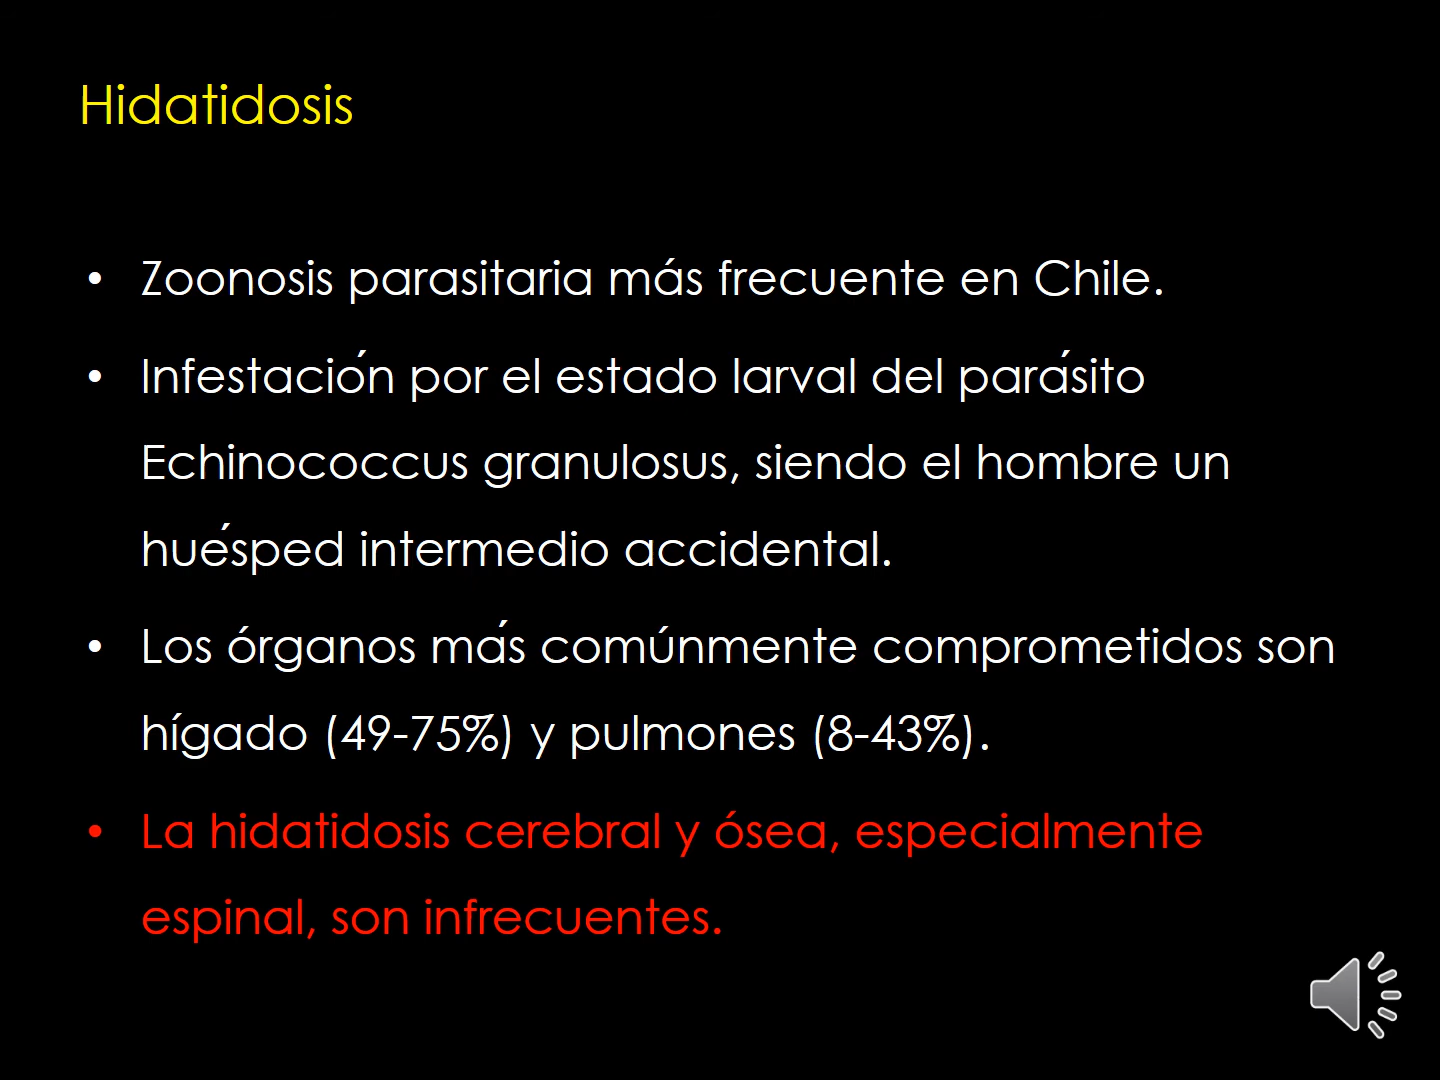 Hidatidosis
• Zoonosis parasitaria más frecuente en Chile.
• Infestación por el estado larval del parásito
Echinococcus granulosus, siendo el hombre un
huésped intermedio accidental.
• Los órganos más comúnmente comprometidos son
hígado (49-75%) y pulmones (8-43%).
• La hidatidosis cerebral y ósea, especialmente
espinal, son infrecuentes.